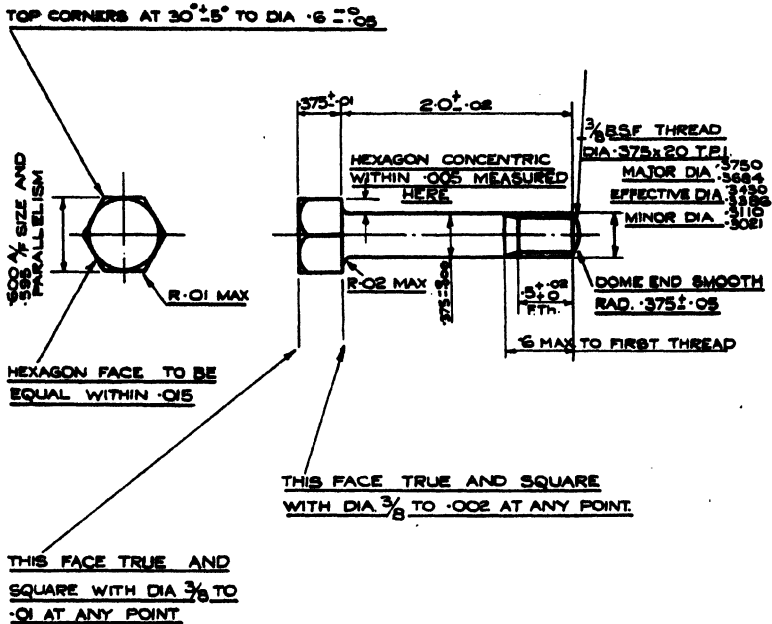 TOP CORNERS AT 30°±5° TO DIA ·6 -0 ·05
·375±·01
2·0±·02
3/8 BSF THREAD
DIA ·375 x 20 T.P.I.
MAJOR DIA ·3750 ·3684
EFFECTIVE DIA ·3430 ·3386
MINOR DIA ·3110 ·3021
HEXAGON CONCENTRIC
WITHIN ·005 MEASURED
HERE
·600 A/
·595 /F SIZE AND
PARALLELISM
R·01 MAX
R·02 MAX
·5 +·02 +0
F.Th.
DOME END SMOOTH
RAD. ·375±·05
·6 MAX TO FIRST THREAD
HEXAGON FACE TO BE
EQUAL WITHIN ·015
THIS FACE TRUE AND SQUARE
WITH DIA. 3/8 TO ·002 AT ANY POINT.
THIS FACE TRUE AND
SQUARE WITH DIA 3/8 TO
·01 AT ANY POINT